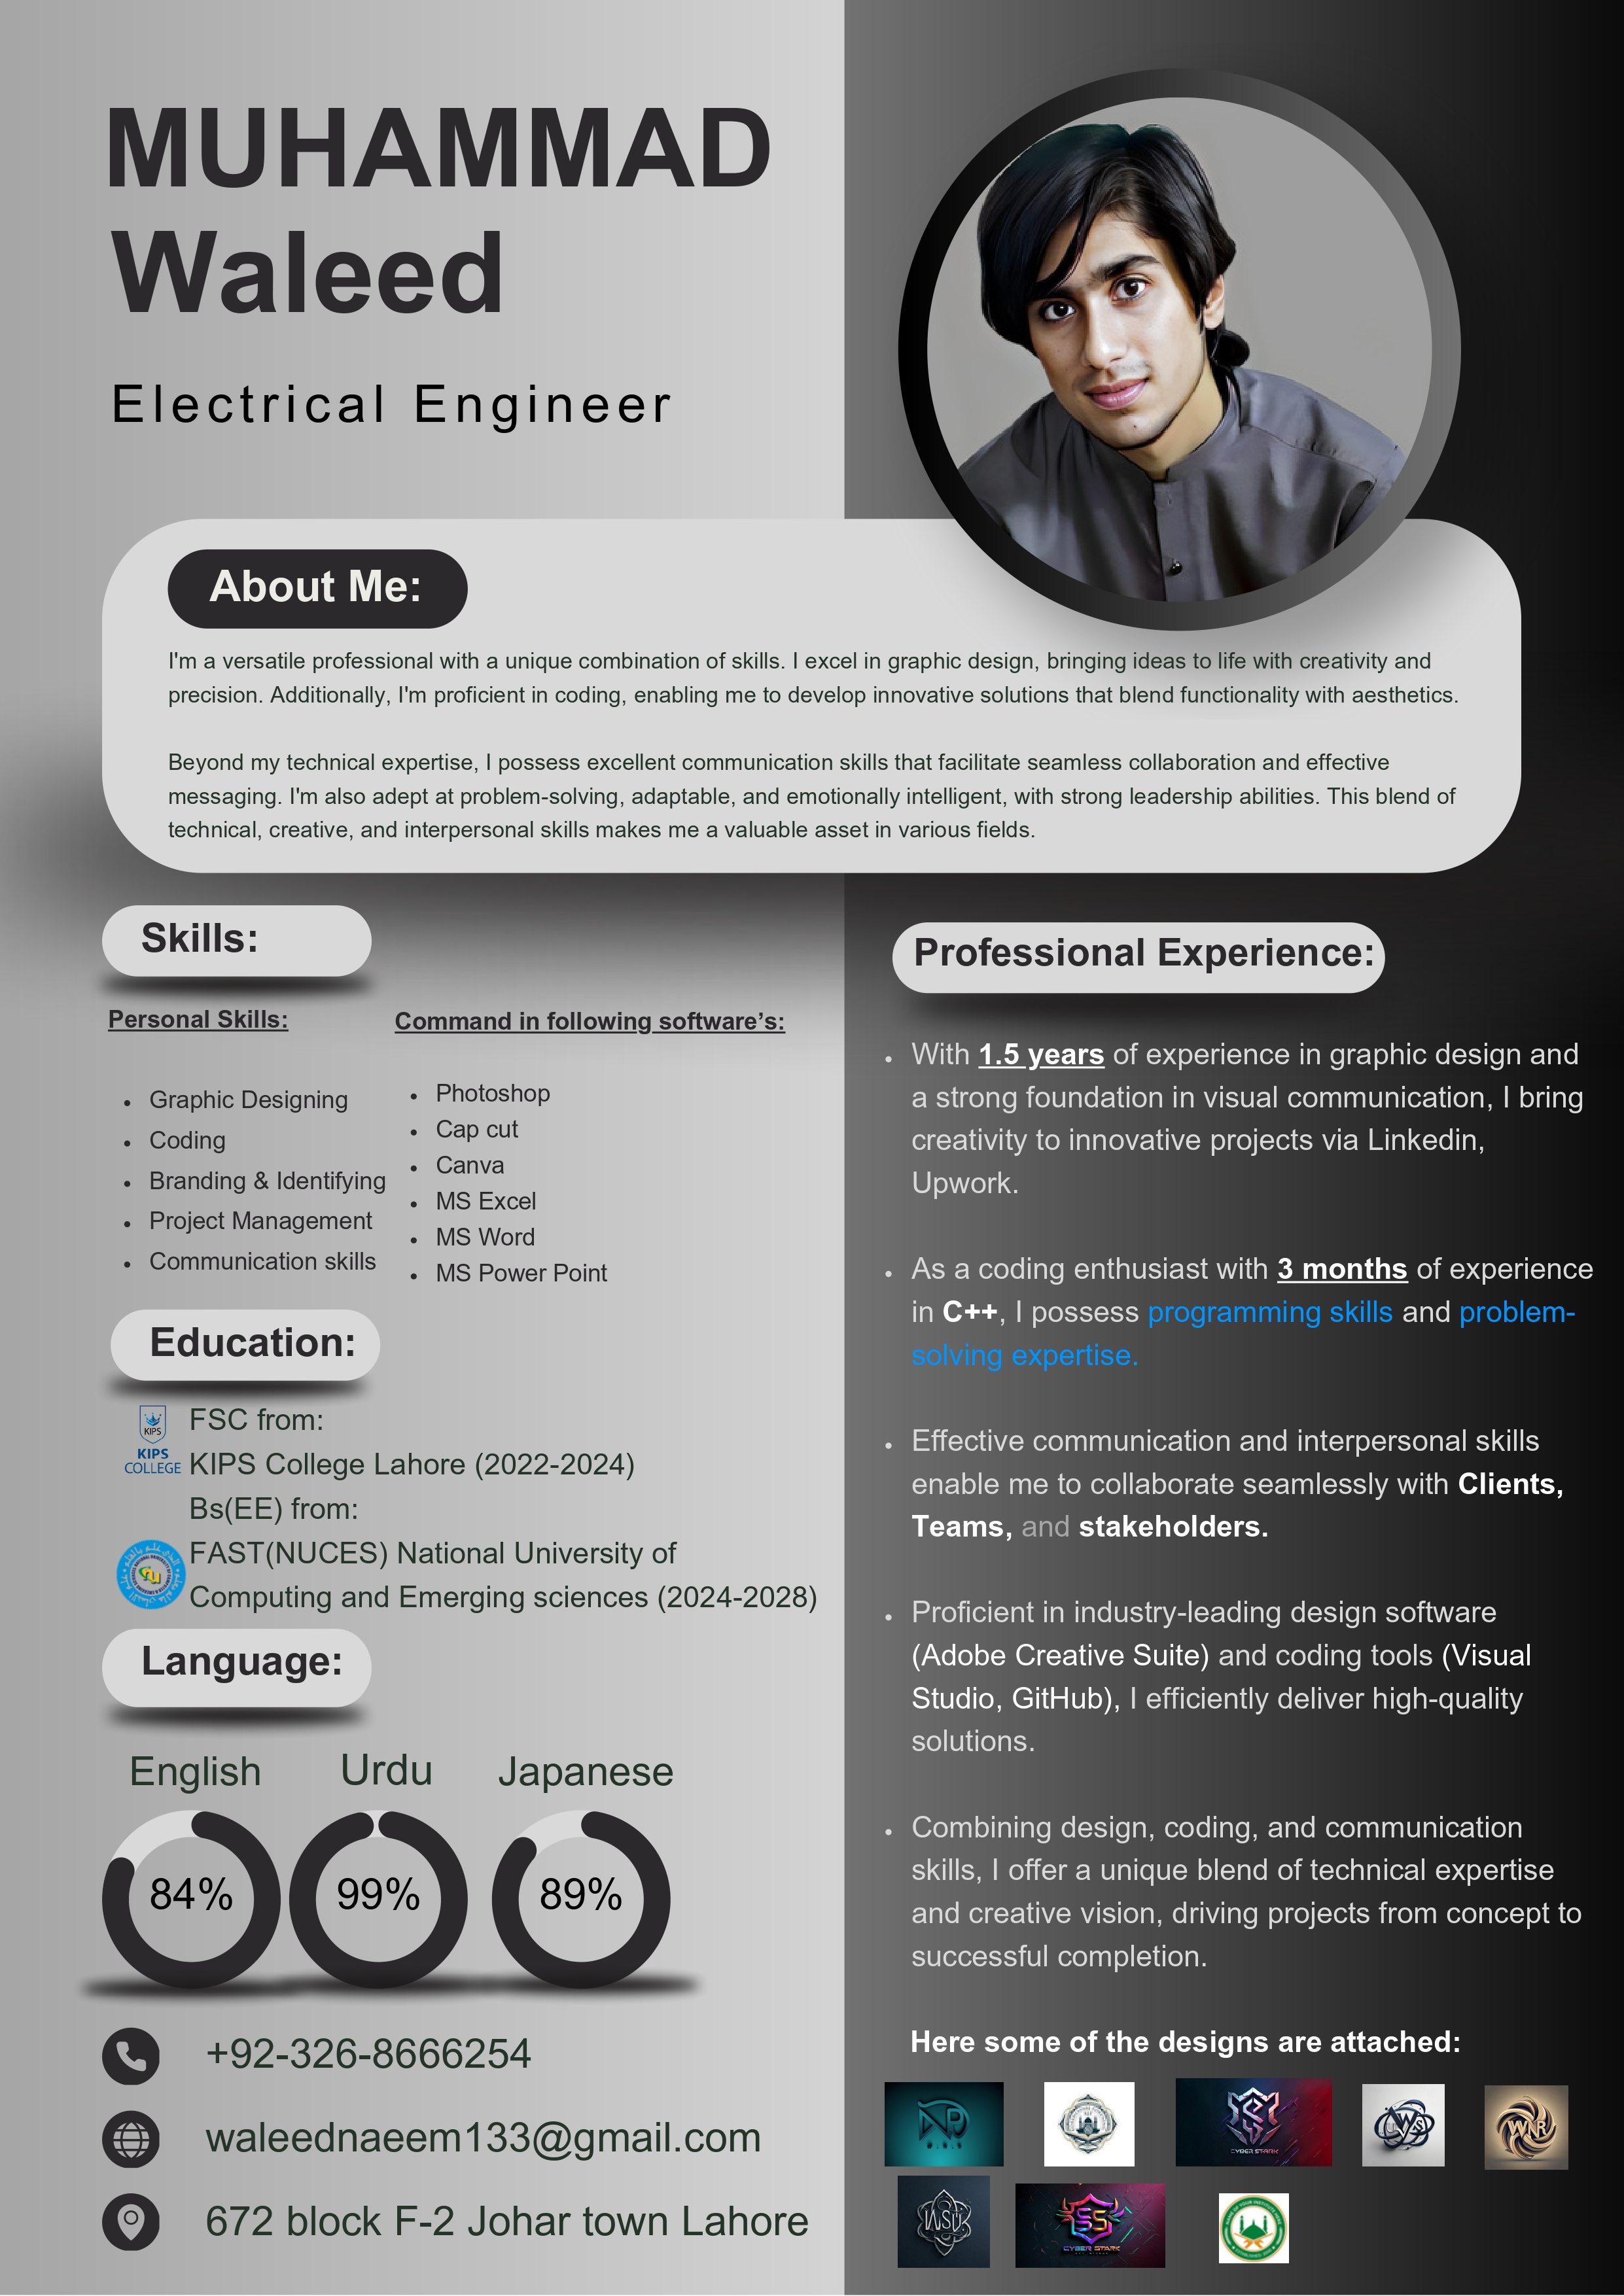 MUHAMMAD
Waleed
Electrical Engineer
About Me:
I'm a versatile professional with a unique combination of skills. I excel in graphic design, bringing ideas to life with creativity and
precision. Additionally, I'm proficient in coding, enabling me to develop innovative solutions that blend functionality with aesthetics.
Beyond my technical expertise, I possess excellent communication skills that facilitate seamless collaboration and effective
messaging. I'm also adept at problem-solving, adaptable, and emotionally intelligent, with strong leadership abilities. This blend of
technical, creative, and interpersonal skills makes me a valuable asset in various fields.
Skills:
Personal Skills:
• Graphic Designing
• Coding
• Branding & Identifying
• Project Management
• Communication skills
Command in following software’s:
• Photoshop
• Cap cut
• Canva
• MS Excel
• MS Word
• MS Power Point
Education:
KIPS
KIPS
COLLEGE
FSC from:
KIPS College Lahore (2022-2024)
Bs(EE) from:
FAST(NUCES) National University of
Computing and Emerging sciences (2024-2028)
Language:
English
Urdu
Japanese
84%
99%
89%
+92-326-8666254
waleednaeem133@gmail.com
672 block F-2 Johar town Lahore
Professional Experience:
• With 1.5 years of experience in graphic design and
a strong foundation in visual communication, I bring
creativity to innovative projects via Linkedin,
Upwork.
• As a coding enthusiast with 3 months of experience
in C++, I possess programming skills and problem-
solving expertise.
• Effective communication and interpersonal skills
enable me to collaborate seamlessly with Clients,
Teams, and stakeholders.
• Proficient in industry-leading design software
(Adobe Creative Suite) and coding tools (Visual
Studio, GitHub), I efficiently deliver high-quality
solutions.
• Combining design, coding, and communication
skills, I offer a unique blend of technical expertise
and creative vision, driving projects from concept to
successful completion.
Here some of the designs are attached:
CYBER STARK
WNR
WSU
SS
CYBER STARK